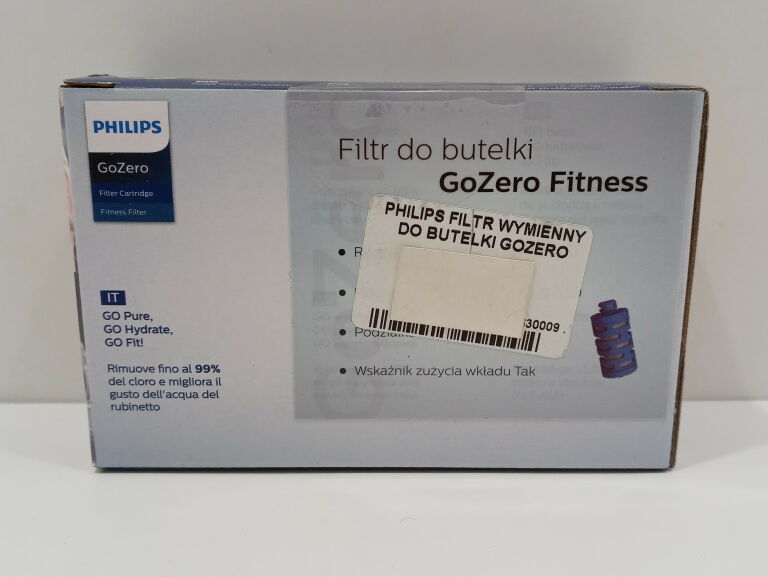 PHILIPS
GoZero
Filter Cartridge
Fitness Filter
IT
GO Pure,
GO Hydrate,
GO Fit!
Rimuove fino al 99%
del cloro e migliora il
gusto dell'acqua del
rubinetto
Filtr do butelki
GoZero Fitness
PHILIPS FILTR WYMIENNY
DO BUTELKI GOZERO
30009
Wskaźnik zużycia wkładu Tak